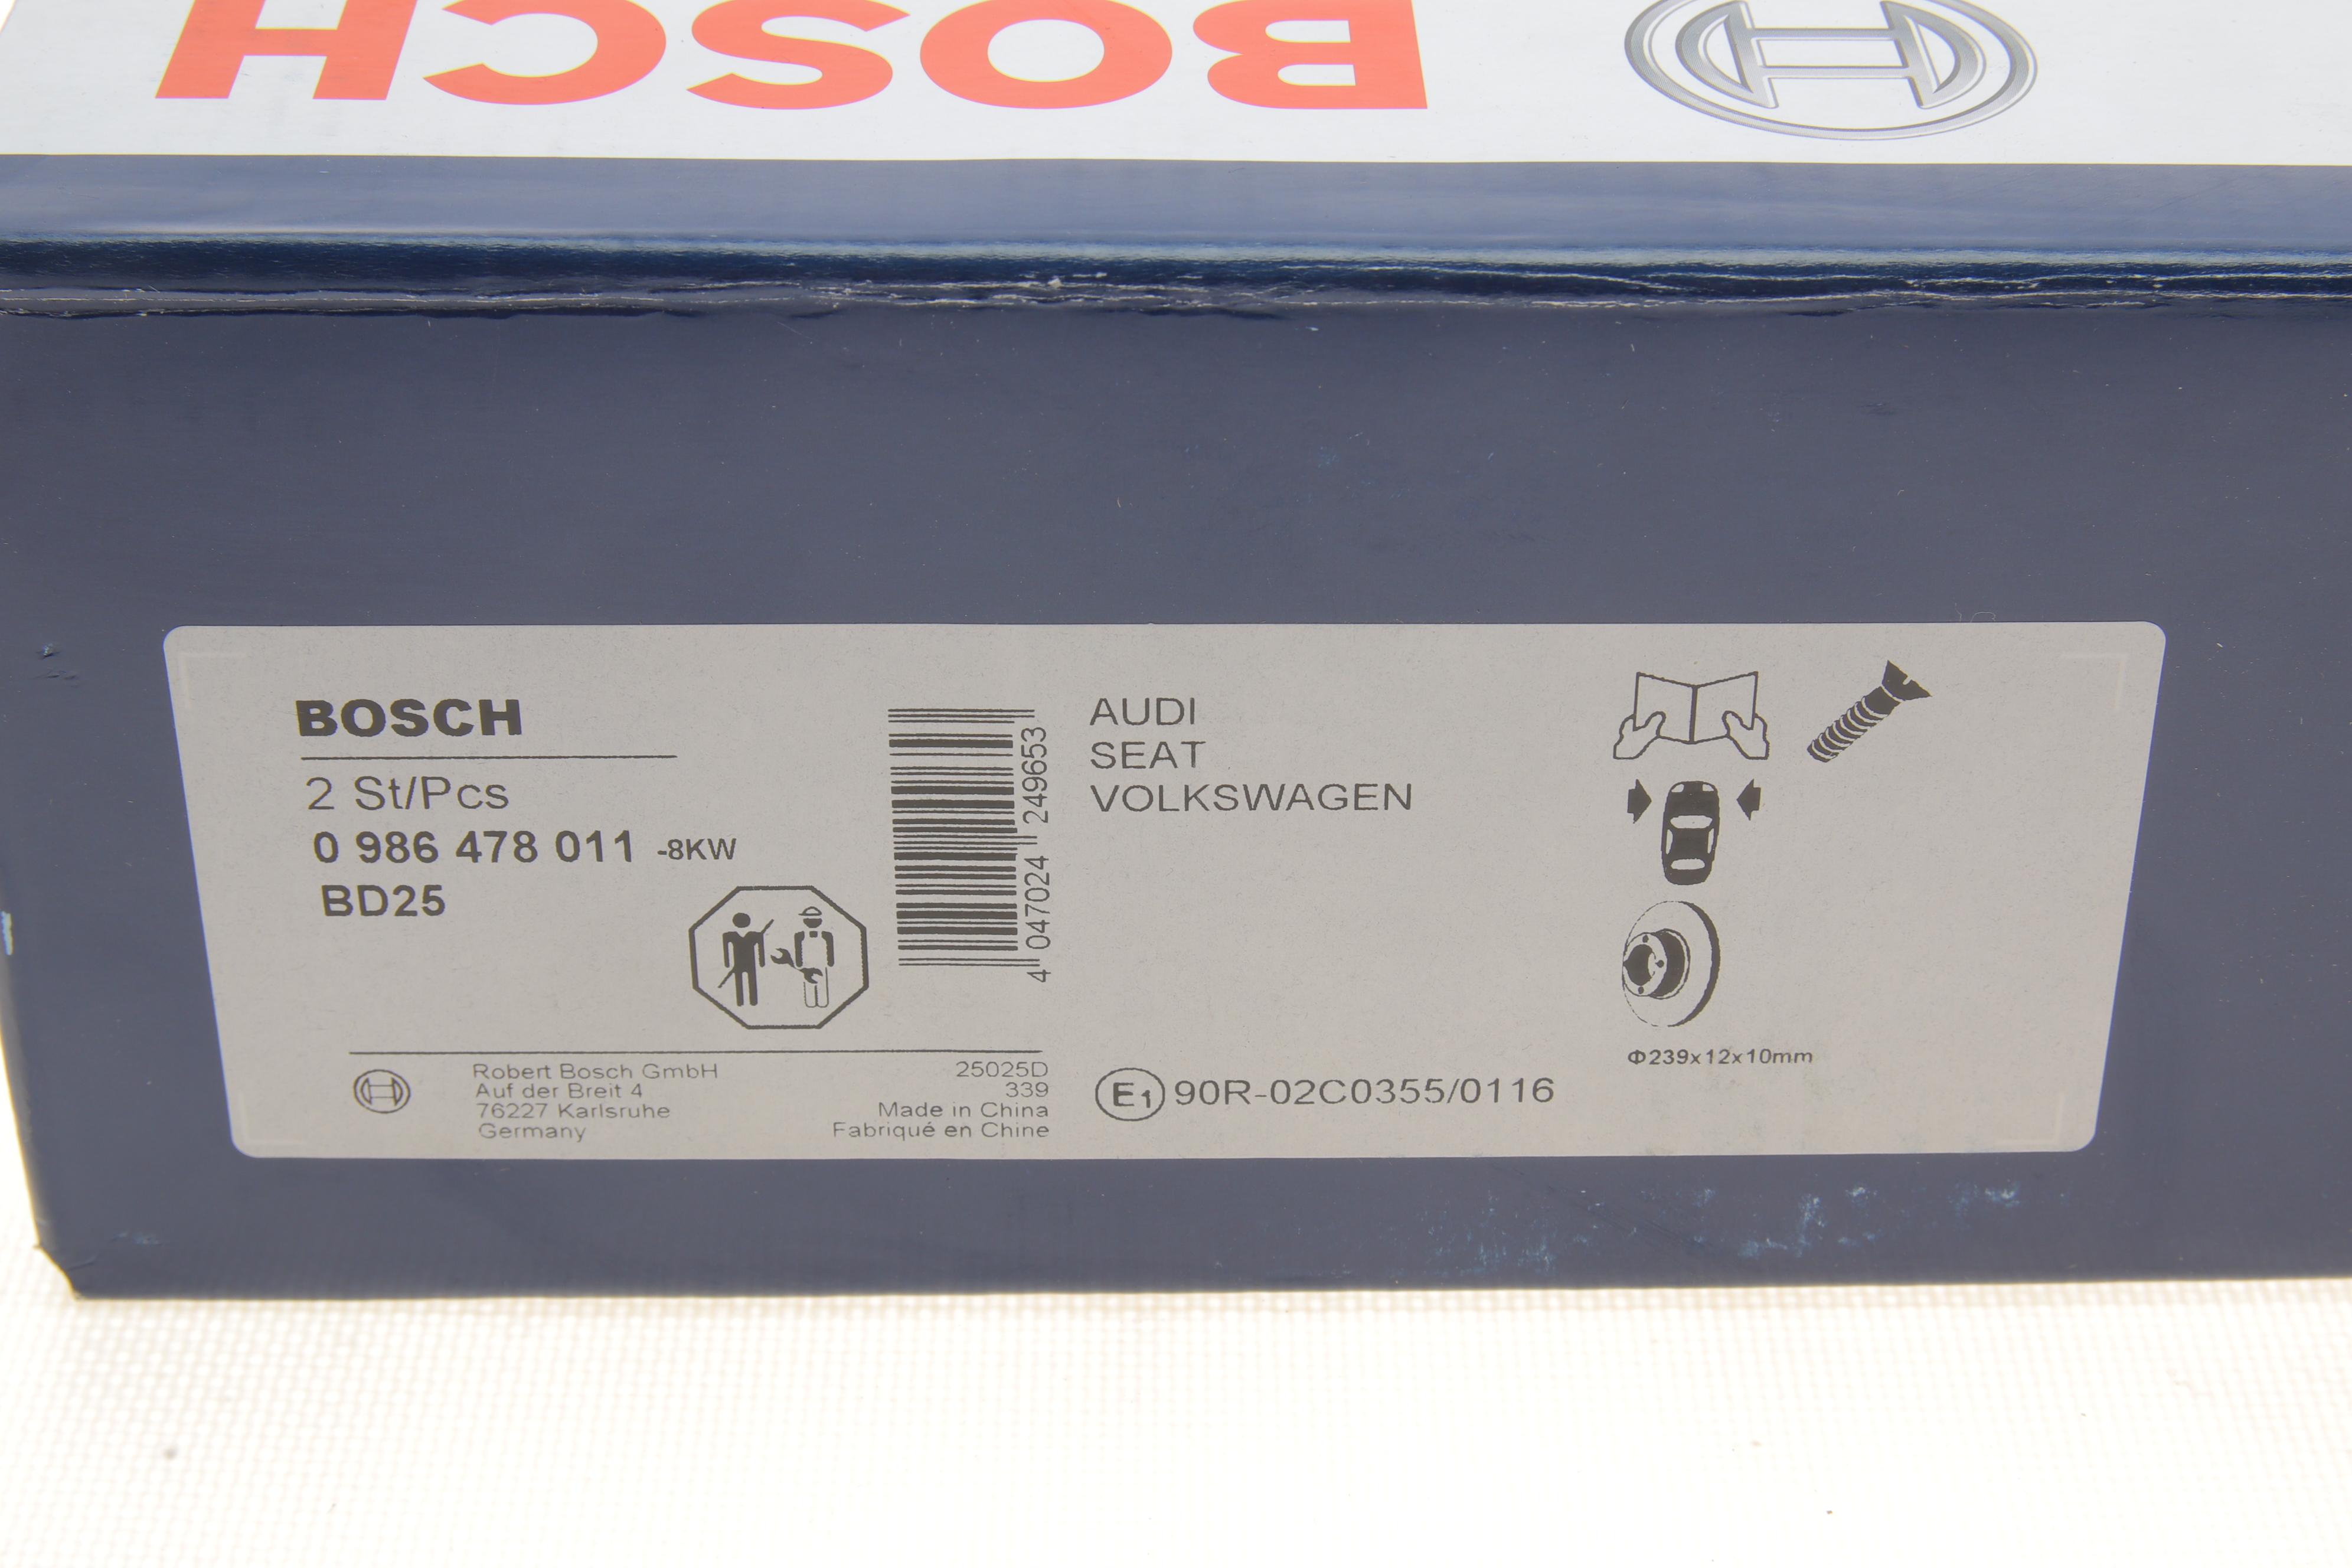 BOSCH
BOSCH
2 St/Pcs
0 986 478 011 -8KW
BD25
4 047024 249653
Robert Bosch GmbH
Auf der Breit 4
76227 Karlsruhe
Germany
25025D
339
Made in China
Fabriqué en Chine
AUDI
SEAT
VOLKSWAGEN
E1 90R-02C0355/0116
Φ239x12x10mm